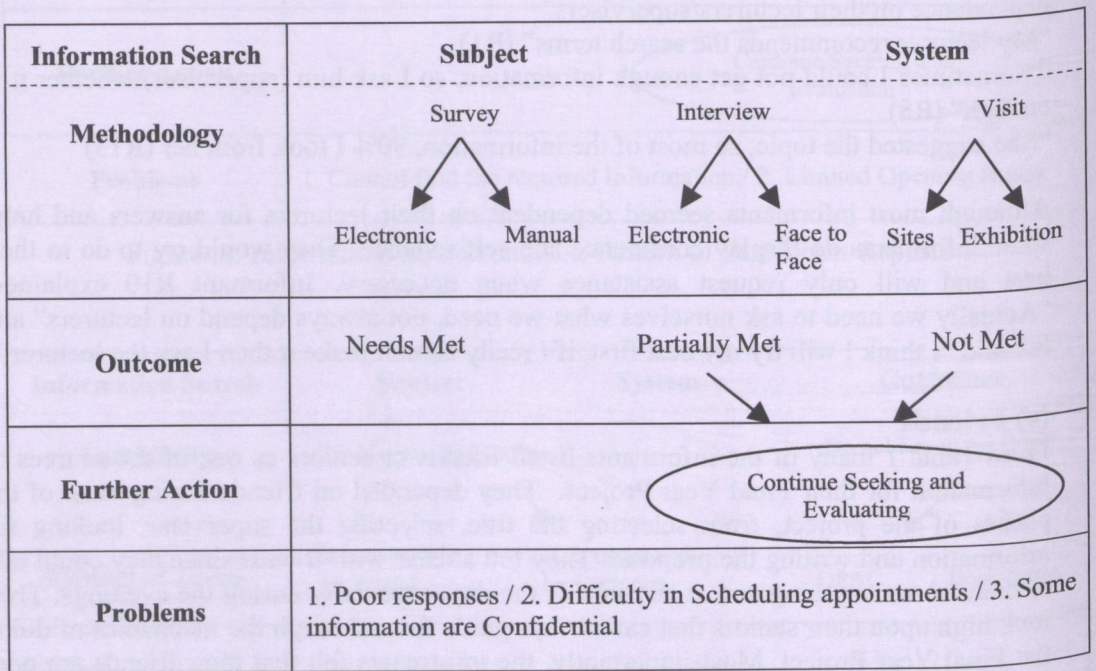 Information Search Subject System
Methodology
Survey Interview Visit
Electronic Manual Electronic Face to Sites Exhibition
Face
Outcome Needs Met Partially Met Not Met
Further Action Continue Seeking and
Evaluating
Problems 1. Poor responses / 2. Difficulty in Scheduling appointments / 3. Some
information are Confidential